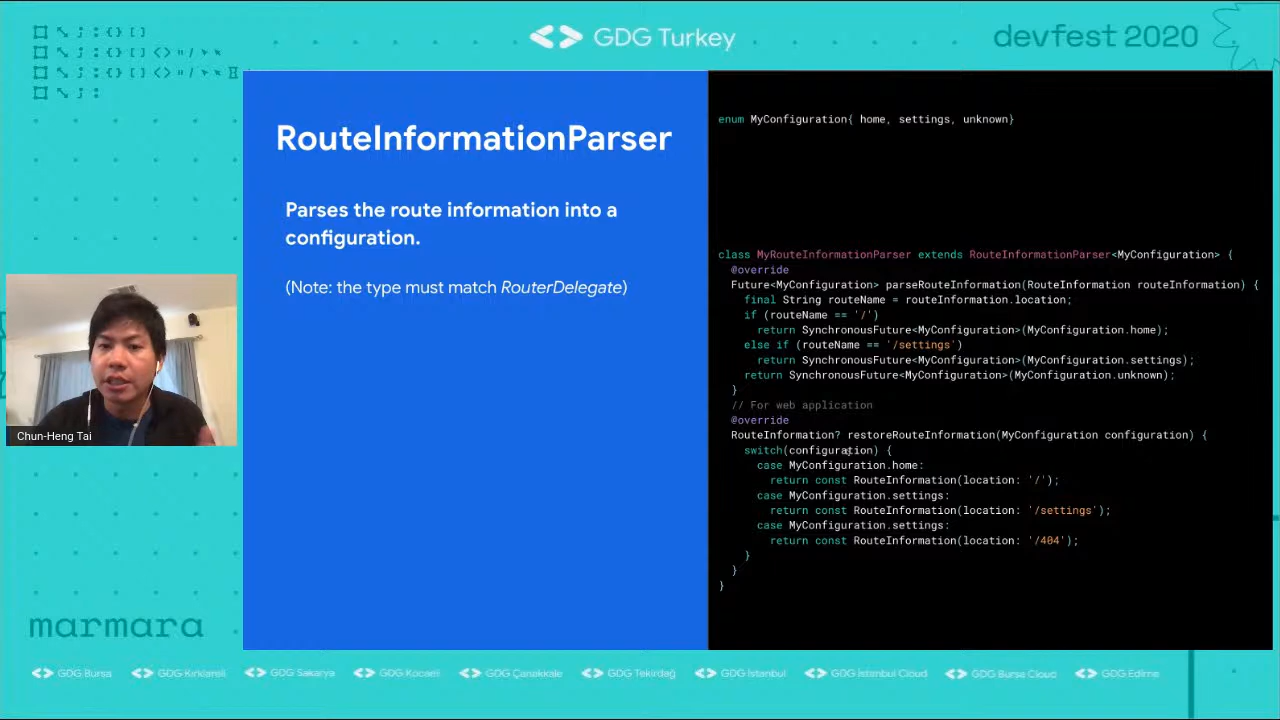 GDG Turkey
devfest 2020
RouteInformationParser
Parses the route information into a
configuration.
(Note: the type must match RouterDelegate)
enum MyConfiguration{ home, settings, unknown}
class MyRouteInformationParser extends RouteInformationParser<MyConfiguration> {
@override
Future<MyConfiguration> parseRouteInformation(RouteInformation routeInformation) {
final String routeName = routeInformation.location;
if (routeName == '/')
return SynchronousFuture<MyConfiguration>(MyConfiguration.home);
else if (routeName == '/settings')
return SynchronousFuture<MyConfiguration>(MyConfiguration.settings);
return SynchronousFuture<MyConfiguration>(MyConfiguration.unknown);
}
// For web application
@override
RouteInformation? restoreRouteInformation(MyConfiguration configuration) {
switch(configuration) {
case MyConfiguration.home:
return const RouteInformation(location: '/');
case MyConfiguration.settings:
return const RouteInformation(location: '/settings');
case MyConfiguration.settings:
return const RouteInformation(location: '/404');
}
}
}
Chun-Heng Tai
marmara
GDG Bursa
GDG Kırklareli
GDG Sakarya
GDG Kocaeli
GDG Çanakkale
GDG Tekirdağ
GDG İstanbul
GDG İstanbul Cloud
GDG Bursa Cloud
GDG Edirne